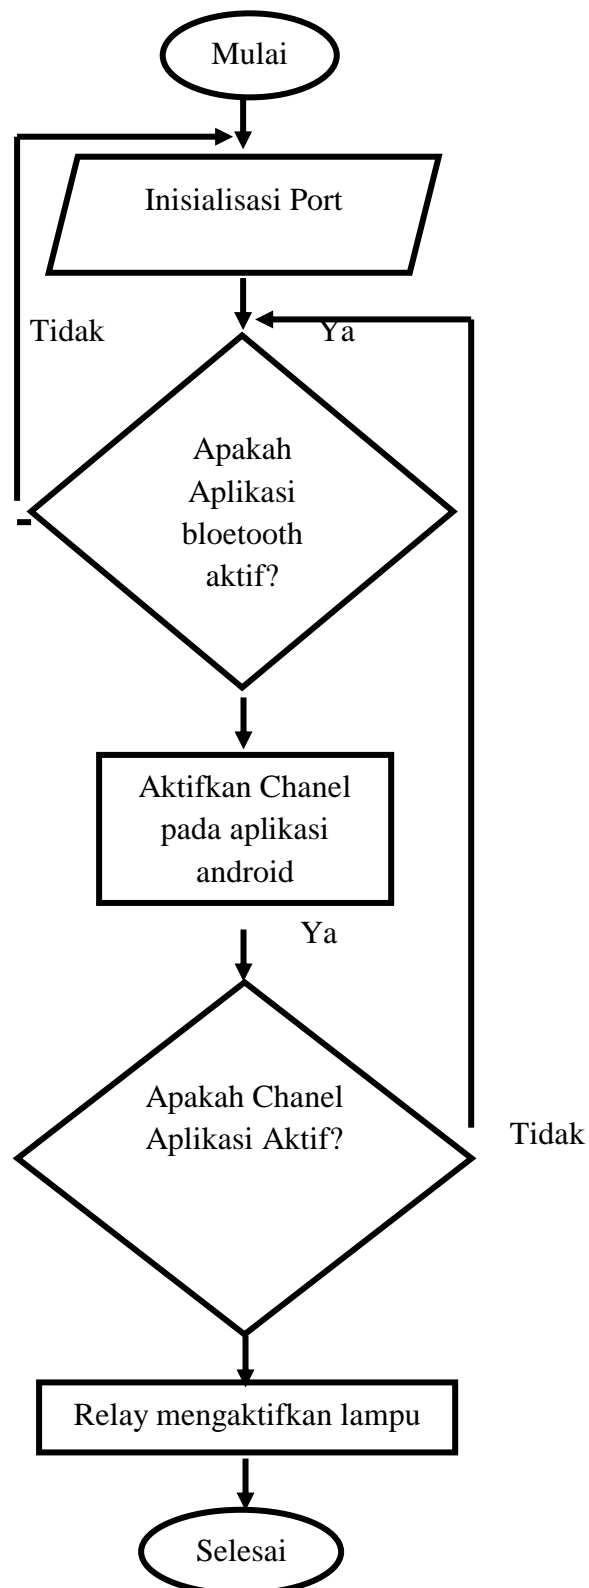 Mulai
Inisialisasi Port
Tidak
Ya
Apakah
Aplikasi
bloetooth
aktif?
Aktifkan Chanel
pada aplikasi
android
Ya
Apakah Chanel
Aplikasi Aktif?
Tidak
Relay mengaktifkan lampu
Selesai